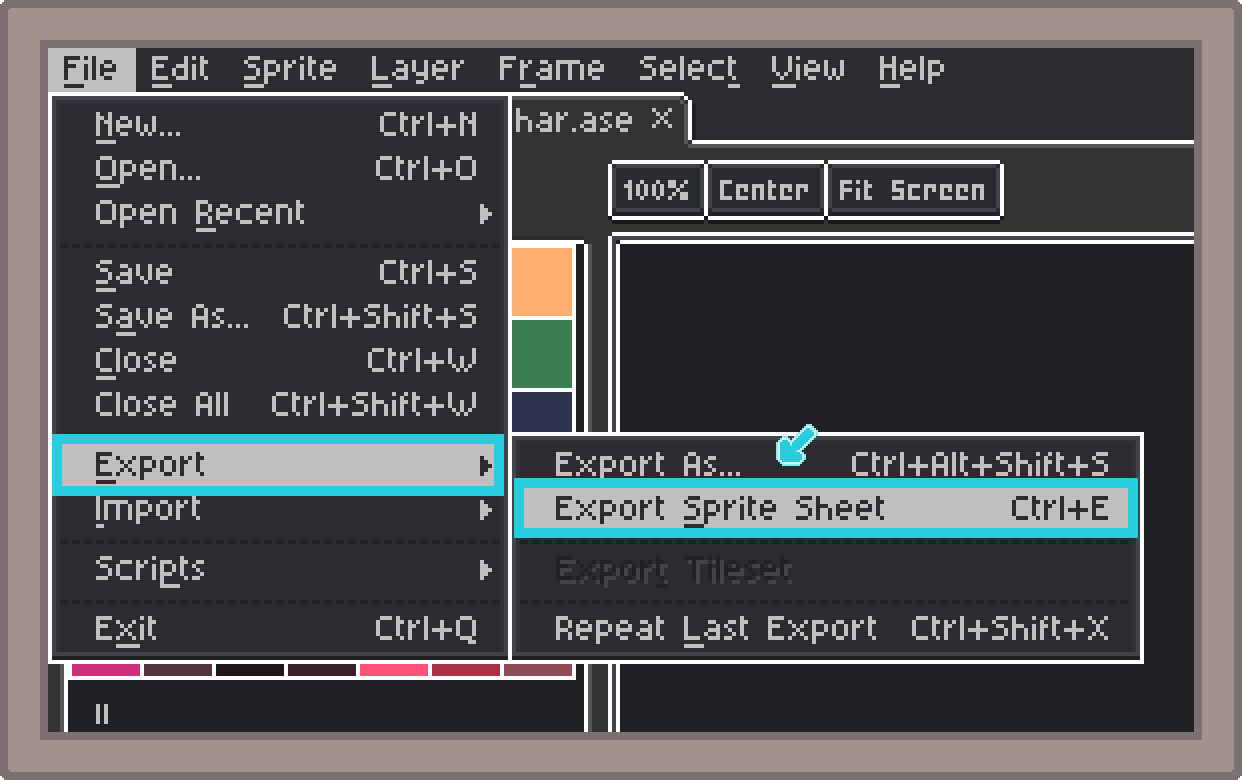 File Edit Sprite Layer Frame Select View Help
har.ase
100% Center Fit Screen
New... Ctrl+N
Open... Ctrl+O
Open Recent
Save Ctrl+S
Save As... Ctrl+Shift+S
Close Ctrl+W
Close All Ctrl+Shift+W
Export
Import
Scripts
Exit Ctrl+Q
Export As... Ctrl+Alt+Shift+S
Export Sprite Sheet Ctrl+E
Export Tileset
Repeat Last Export Ctrl+Shift+X